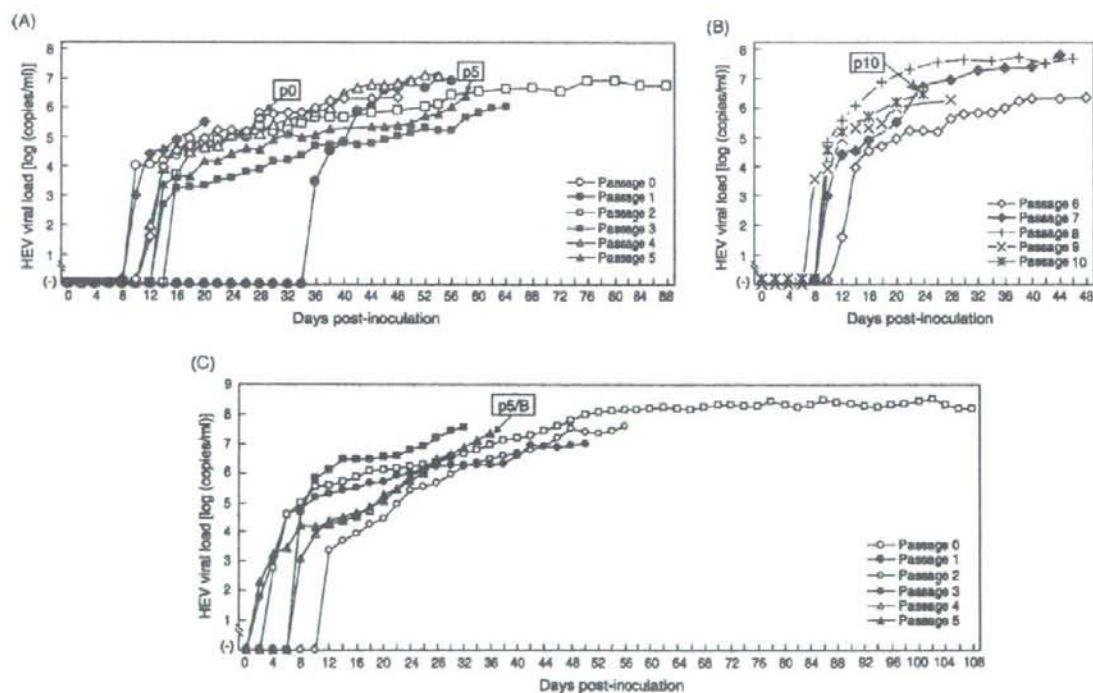 (A)
HEV viral load [log (copies/ml)]
8
7
6
5
4
3
2
1
(-)
p0
p5
Passage 0
Passage 1
Passage 2
Passage 3
Passage 4
Passage 5
0 4 8 12 16 20 24 28 32 36 40 44 48 52 56 60 64 68 72 76 80 84 88
Days post-inoculation
(B)
HEV viral load [log (copies/ml)]
8
7
6
5
4
3
2
1
(-)
p10
Passage 6
Passage 7
Passage 8
Passage 9
Passage 10
0 4 8 12 16 20 24 28 32 36 40 44 48
Days post-inoculation
(C)
HEV viral load [log (copies/ml)]
9
8
7
6
5
4
3
2
1
(-)
p5/B
Passage 0
Passage 1
Passage 2
Passage 3
Passage 4
Passage 5
0 4 8 12 16 20 24 28 32 36 40 44 48 52 56 60 64 68 72 76 80 84 88 92 96 100 104 108
Days post-inoculation